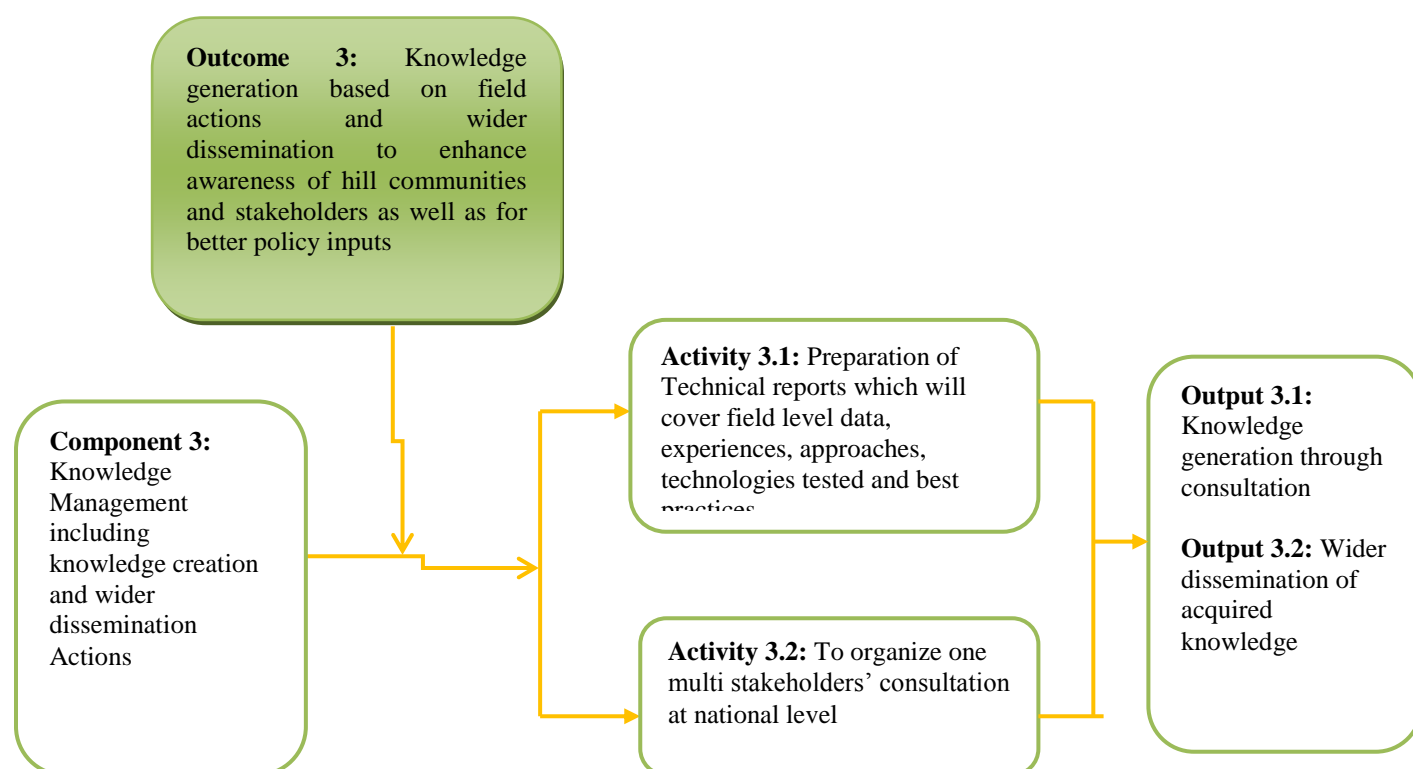 Outcome 3: Knowledge
generation based on field
actions and wider
dissemination to enhance
awareness of hill communities
and stakeholders as well as for
better policy inputs
Component 3:
Knowledge
Management
including
knowledge creation
and wider
dissemination
Actions
Activity 3.1: Preparation of
Technical reports which will
cover field level data,
experiences, approaches,
technologies tested and best
practices
Activity 3.2: To organize one
multi stakeholders’ consultation
at national level
Output 3.1:
Knowledge
generation through
consultation
Output 3.2: Wider
dissemination of
acquired
knowledge